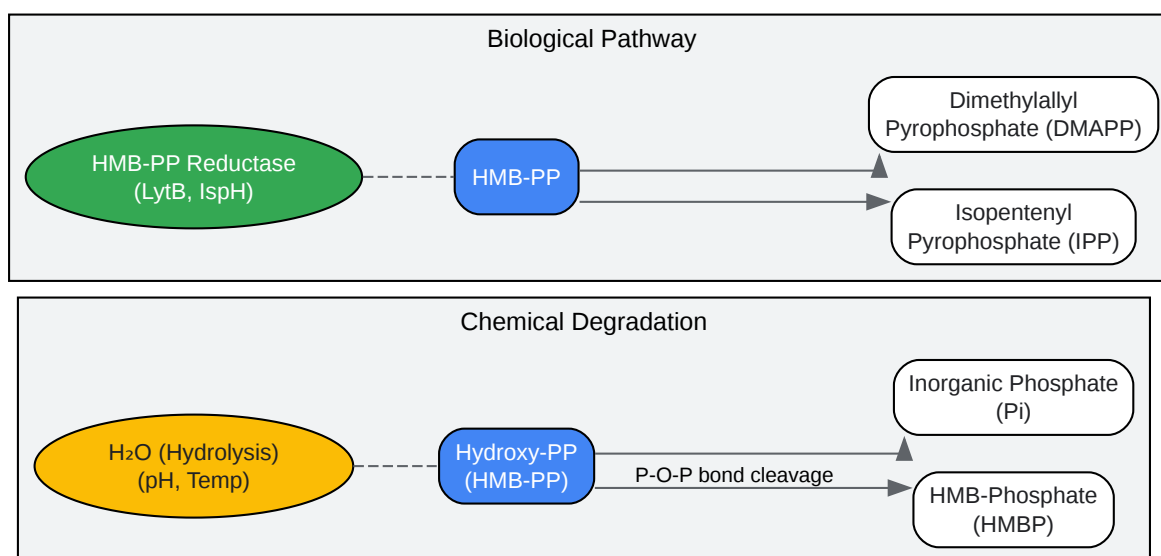 Biological Pathway
HMB-PP Reductase
(LytB, IspH)
HMB-PP
Dimethylallyl
Pyrophosphate (DMAPP)
Isopentenyl
Pyrophosphate (IPP)
Chemical Degradation
H₂O (Hydrolysis)
(pH, Temp)
Hydroxy-PP
(HMB-PP)
P-O-P bond cleavage
Inorganic Phosphate
(Pi)
HMB-Phosphate
(HMBP)